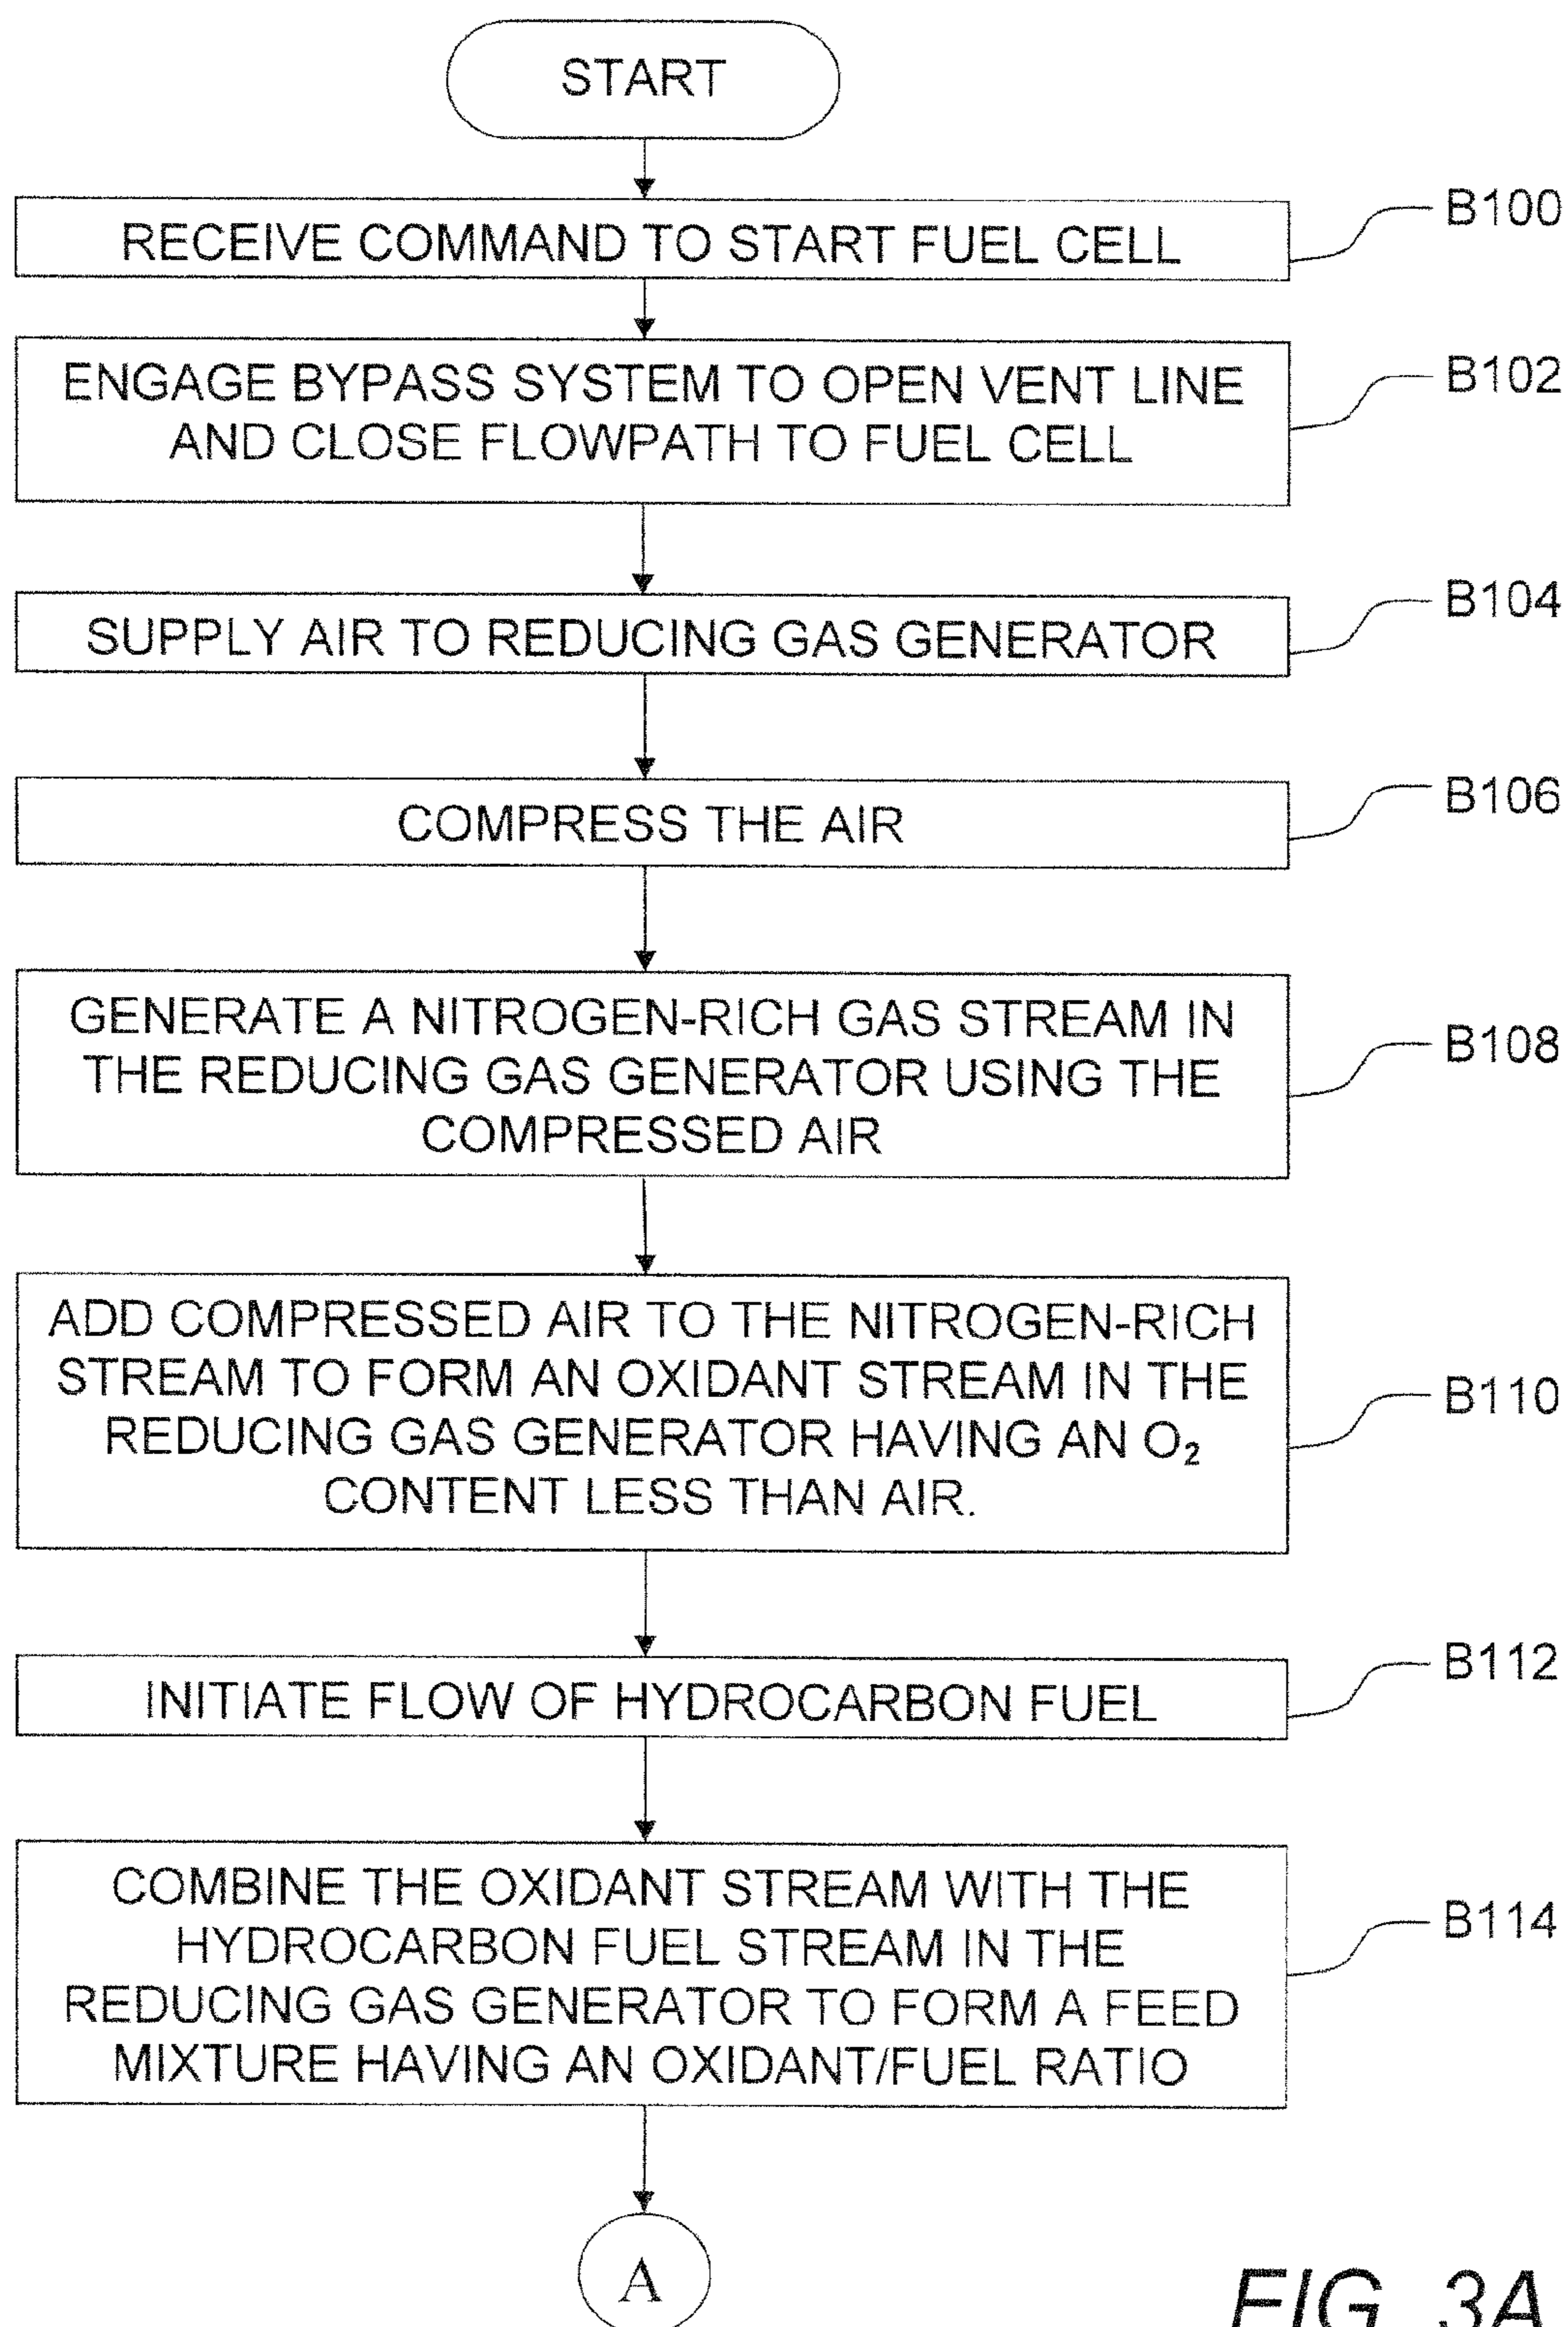 START
RECEIVE COMMAND TO START FUEL CELL
B100
ENGAGE BYPASS SYSTEM TO OPEN VENT LINE
AND CLOSE FLOWPATH TO FUEL CELL
B102
SUPPLY AIR TO REDUCING GAS GENERATOR
B104
COMPRESS THE AIR
B106
GENERATE A NITROGEN-RICH GAS STREAM IN
THE REDUCING GAS GENERATOR USING THE
COMPRESSED AIR
B108
ADD COMPRESSED AIR TO THE NITROGEN-RICH
STREAM TO FORM AN OXIDANT STREAM IN THE
REDUCING GAS GENERATOR HAVING AN O₂
CONTENT LESS THAN AIR.
B110
INITIATE FLOW OF HYDROCARBON FUEL
B112
COMBINE THE OXIDANT STREAM WITH THE
HYDROCARBON FUEL STREAM IN THE
REDUCING GAS GENERATOR TO FORM A FEED
MIXTURE HAVING AN OXIDANT/FUEL RATIO
B114
A
FIG. 3A